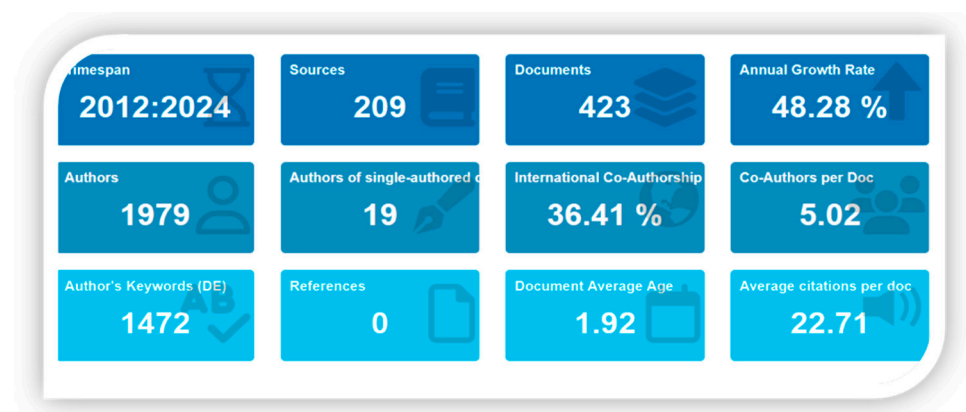 Timespan
2012:2024
Sources
209
Documents
423
Annual Growth Rate
48.28 %
Authors
1979
Authors of single-authored
19
International Co-Authorship
36.41 %
Co-Authors per Doc
5.02
Author's Keywords (DE)
1472
References
0
Document Average Age
1.92
Average citations per doc
22.71
AB